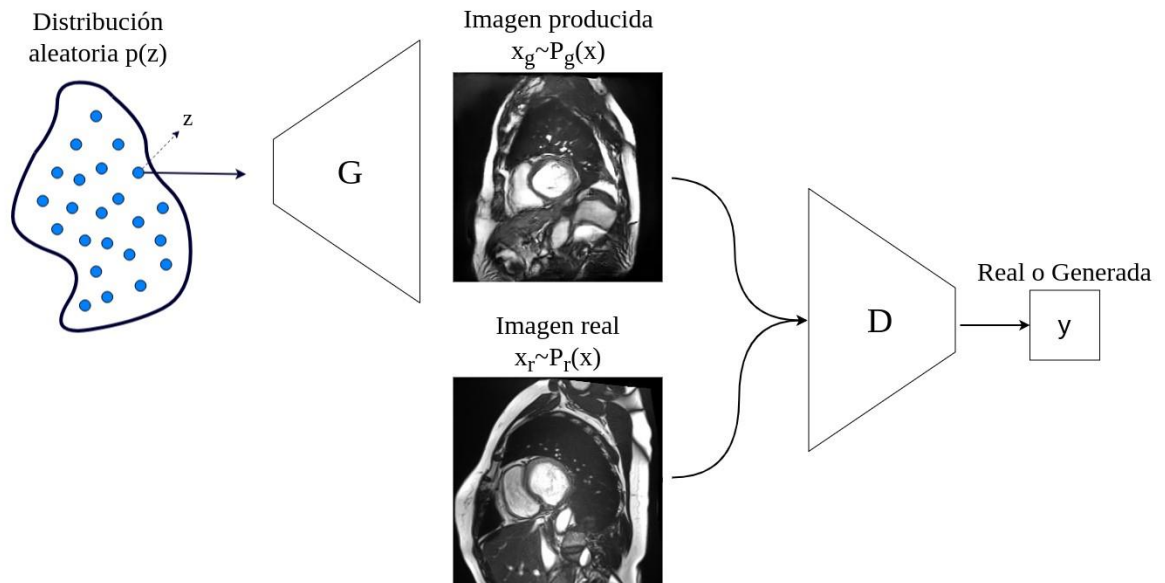 Distribución
aleatoria p(z)
z
G
Imagen producida
x_g~P_g(x)
Imagen real
x_r~P_r(x)
D
Real o Generada
y